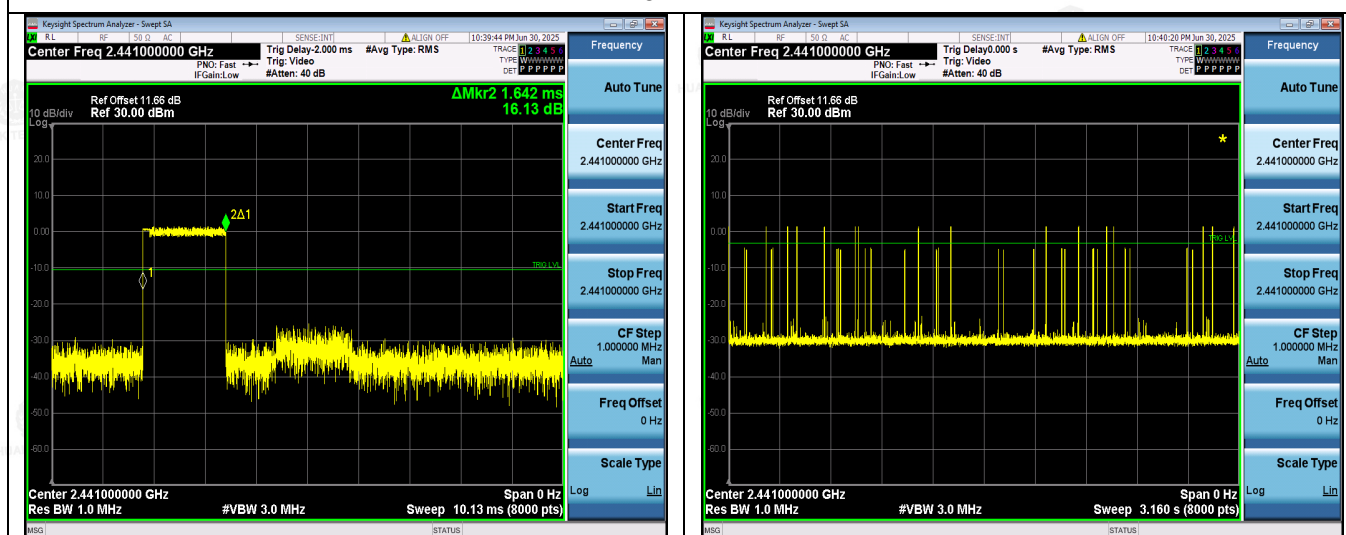 Keysight Spectrum Analyzer - Swept SA
RL RF 50 Ω AC SENSE:INT ALIGN OFF 10:39:44 PM Jun 30, 2025
Center Freq 2.441000000 GHz
Trig Delay-2.000 ms #Avg Type: RMS
TRACE 1 2 3 4 5 6
PNO: Fast Trig: Video
TYPE WWWWWW
IFGain:Low #Atten: 40 dB
DET P P P P P P
ΔMkr2 1.642 ms
16.13 dB
Ref Offset 11.66 dB
10 dB/div Ref 30.00 dBm
Log
20.0
10.0
0.00
-10.0
-20.0
-30.0
-40.0
-50.0
-60.0
2Δ1
1
TRIG LVL
Center 2.441000000 GHz Span 0 Hz
Res BW 1.0 MHz #VBW 3.0 MHz Sweep 10.13 ms (8000 pts)
MSG STATUS
Frequency
Auto Tune
Center Freq
2.441000000 GHz
Start Freq
2.441000000 GHz
Stop Freq
2.441000000 GHz
CF Step
1.000000 MHz
Auto Man
Freq Offset
0 Hz
Scale Type
Log Lin
Keysight Spectrum Analyzer - Swept SA
RL RF 50 Ω AC SENSE:INT ALIGN OFF 10:40:20 PM Jun 30, 2025
Center Freq 2.441000000 GHz
Trig Delay0.000 s #Avg Type: RMS
TRACE 1 2 3 4 5 6
PNO: Fast Trig: Video
TYPE WWWWWW
IFGain:Low #Atten: 40 dB
DET P P P P P P
Ref Offset 11.66 dB
10 dB/div Ref 30.00 dBm
Log
*
20.0
10.0
0.00
-10.0
-20.0
-30.0
-40.0
-50.0
-60.0
TRIG LVL
Center 2.441000000 GHz Span 0 Hz
Res BW 1.0 MHz #VBW 3.0 MHz Sweep 3.160 s (8000 pts)
MSG STATUS
Frequency
Auto Tune
Center Freq
2.441000000 GHz
Start Freq
2.441000000 GHz
Stop Freq
2.441000000 GHz
CF Step
1.000000 MHz
Auto Man
Freq Offset
0 Hz
Scale Type
Log Lin